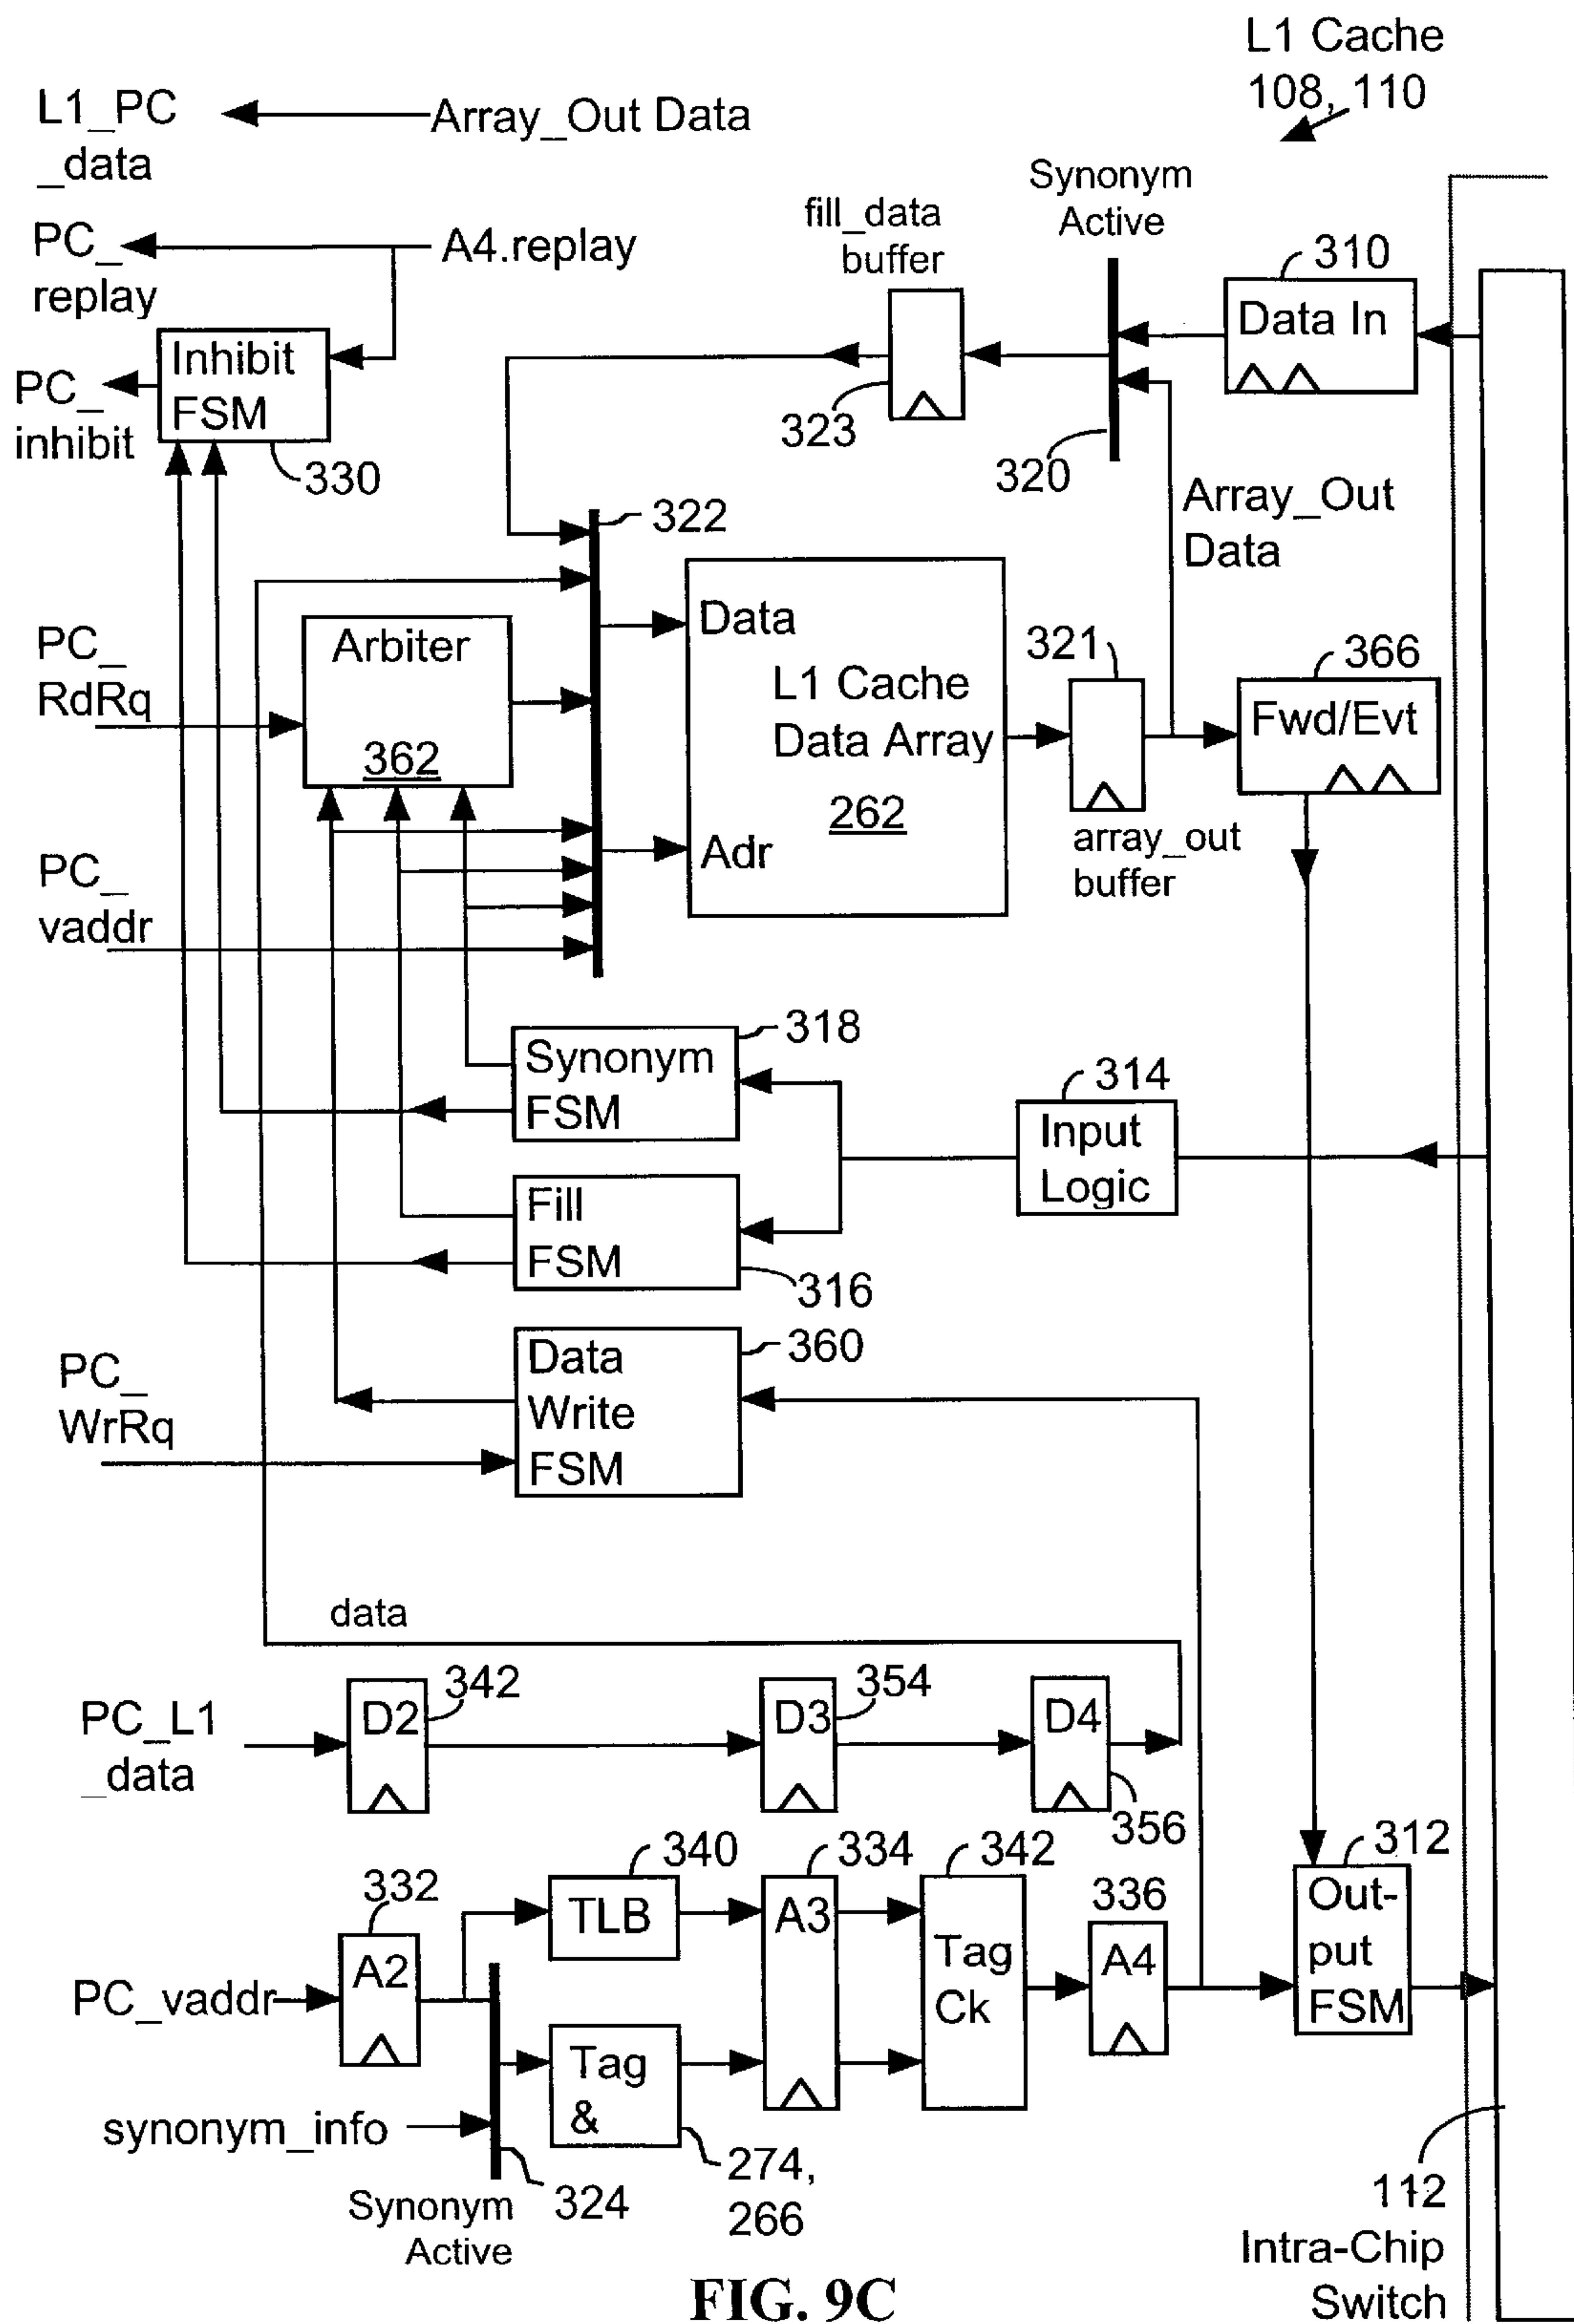 L1 Cache
108, 110
L1_PC
_data
Array_Out Data
PC_
replay
A4.replay
Synonym
Active
fill_data
buffer
310
Data In
Inhibit
FSM
PC_
inhibit
330
323
320
322
Array_Out
Data
PC_
RdRq
Arbiter
362
Data
L1 Cache
Data Array
262
Adr
321
366
Fwd/Evt
array_out
buffer
PC_
vaddr
318
Synonym
FSM
314
Input
Logic
Fill
FSM
316
360
Data
Write
FSM
PC_
WrRq
data
PC_L1
_data
D2
342
D3
354
D4
356
312
Out-
put
FSM
332
A2
PC_vaddr
340
TLB
334
A3
342
Tag
Ck
336
A4
Tag
&
synonym_info
274,
266
324
Synonym
Active
112
Intra-Chip
Switch
FIG. 9C